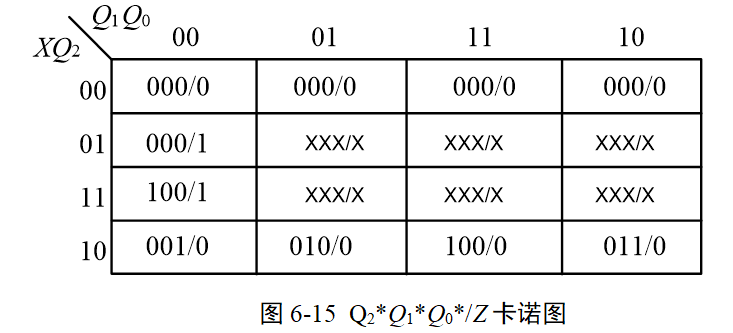 Q1Q0
XQ2
00 01 11 10
00 000/0 000/0 000/0 000/0
01 000/1 XXX/X XXX/X XXX/X
11 100/1 XXX/X XXX/X XXX/X
10 001/0 010/0 100/0 011/0
图 6-15 Q2*Q1*Q0*/Z 卡诺图